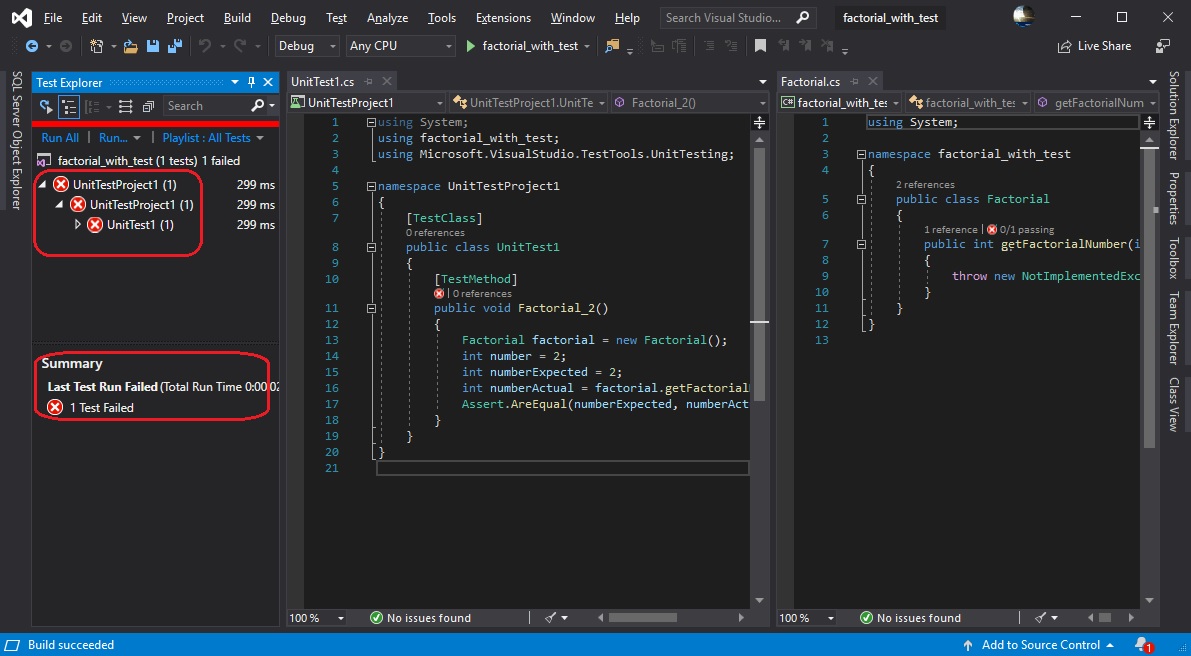 File Edit View Project Build Debug Test Analyze Tools Extensions Window Help Search Visual Studio... factorial_with_test
Debug Any CPU factorial_with_test Live Share
SQL Server Object Explorer
Test Explorer
Search
Run All | Run... | Playlist : All Tests
factorial_with_test (1 tests) 1 failed
UnitTestProject1 (1) 299 ms
UnitTestProject1 (1) 299 ms
UnitTest1 (1) 299 ms
Summary
Last Test Run Failed (Total Run Time 0:00:02
1 Test Failed
UnitTest1.cs
UnitTestProject1 UnitTestProject1.UnitTe Factorial_2()
1 using System;
2 using factorial_with_test;
3 using Microsoft.VisualStudio.TestTools.UnitTesting;
4
5 namespace UnitTestProject1
6 {
7 [TestClass]
0 references
8 public class UnitTest1
9 {
10 [TestMethod]
| 0 references
11 public void Factorial_2()
12 {
13 Factorial factorial = new Factorial();
14 int number = 2;
15 int numberExpected = 2;
16 int numberActual = factorial.getFactorial
17 Assert.AreEqual(numberExpected, numberAct
18 }
19 }
20 }
21
100 % No issues found
Factorial.cs
factorial_with_tes factorial_with_tes getFactorialNum
1 using System;
2
3 namespace factorial_with_test
4 {
2 references
5 public class Factorial
6 {
1 reference | 0/1 passing
7 public int getFactorialNumber(i
8 {
9 throw new NotImplementedExc
10 }
11 }
12 }
13
100 % No issues found
Solution Explorer
Properties
Toolbox
Team Explorer
Class View
Build succeeded Add to Source Control 1